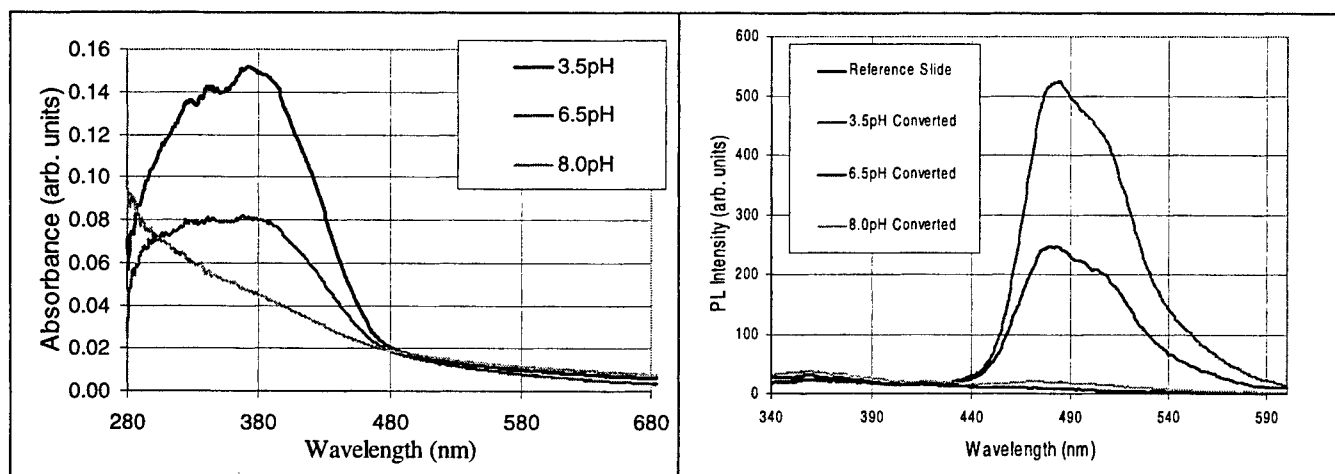 0.16
0.14
0.12
0.10
0.08
0.06
0.04
0.02
0.00
Absorbance (arb. units)
280 380 480 580 680
Wavelength (nm)
3.5pH
6.5pH
8.0pH
600
500
400
300
200
100
0
PL Intensity (arb. units)
340 390 440 490 540 590
Wavelength (nm)
Reference Slide
3.5pH Converted
6.5pH Converted
8.0pH Converted